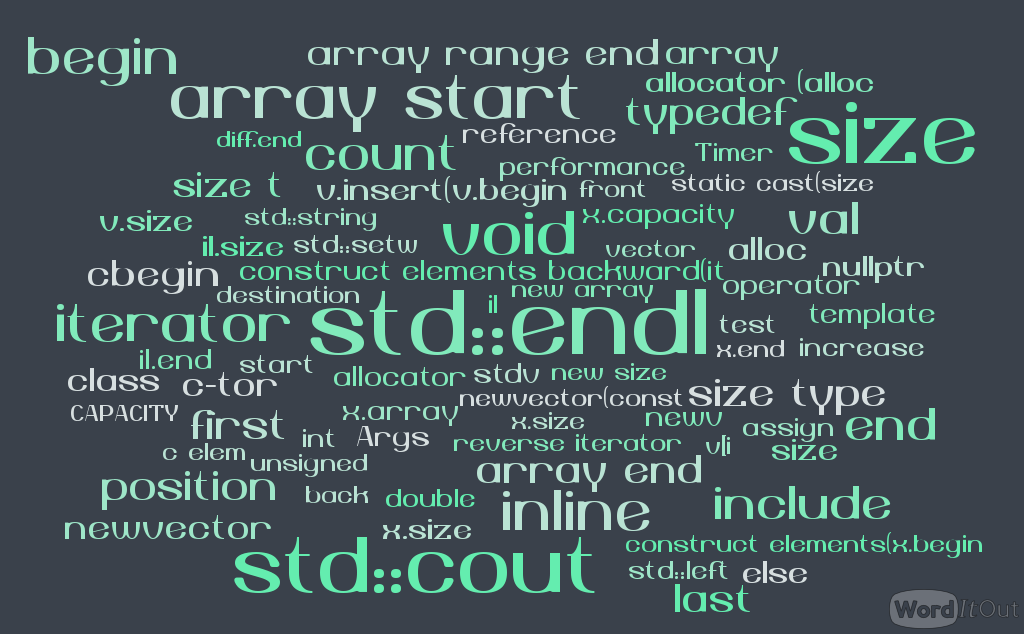 begin
array range end
array
allocator (alloc
array start
typedef
size
diff.end
count
reference
performance
Timer
size t
v.insert(v.begin
front
static cast(size
v.size
std::string
void
x.capacity
val
il.size
std::setw
vector
alloc
cbegin
construct elements backward(it
nullptr
destination
il
new array
operator
iterator
std::endl
test
template
il.end
start
x.end
increase
class
c-tor
allocator
stdv
new size
newvector(const
size type
CAPACITY
first
x.array
x.size
newv
assign
end
int
Args
reverse iterator
v[i
size
c elem
unsigned
array end
position
back
double
inline
include
newvector
x.size
std::cout
construct elements(x.begin
std::left
else
last
WordItOut